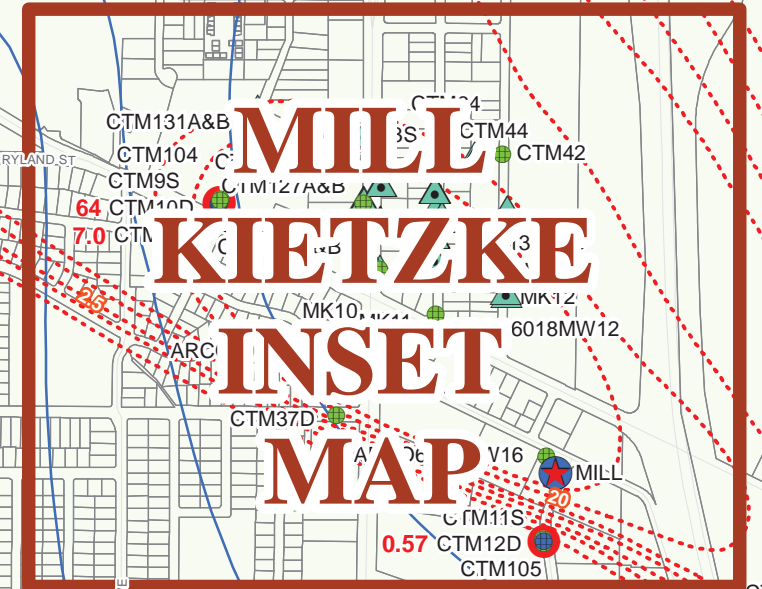 CTM131A&B
MILL
CTM44
CTM42
RYLAND ST
CTM104
CTM9S
CTM127A&B
64 CTM10D
7.0
KIETZKE
25
MK10
MK12
6018MW12
INSET
CTM37D
MAP
MILL
20
CTM11S
0.57 CTM12D
CTM105